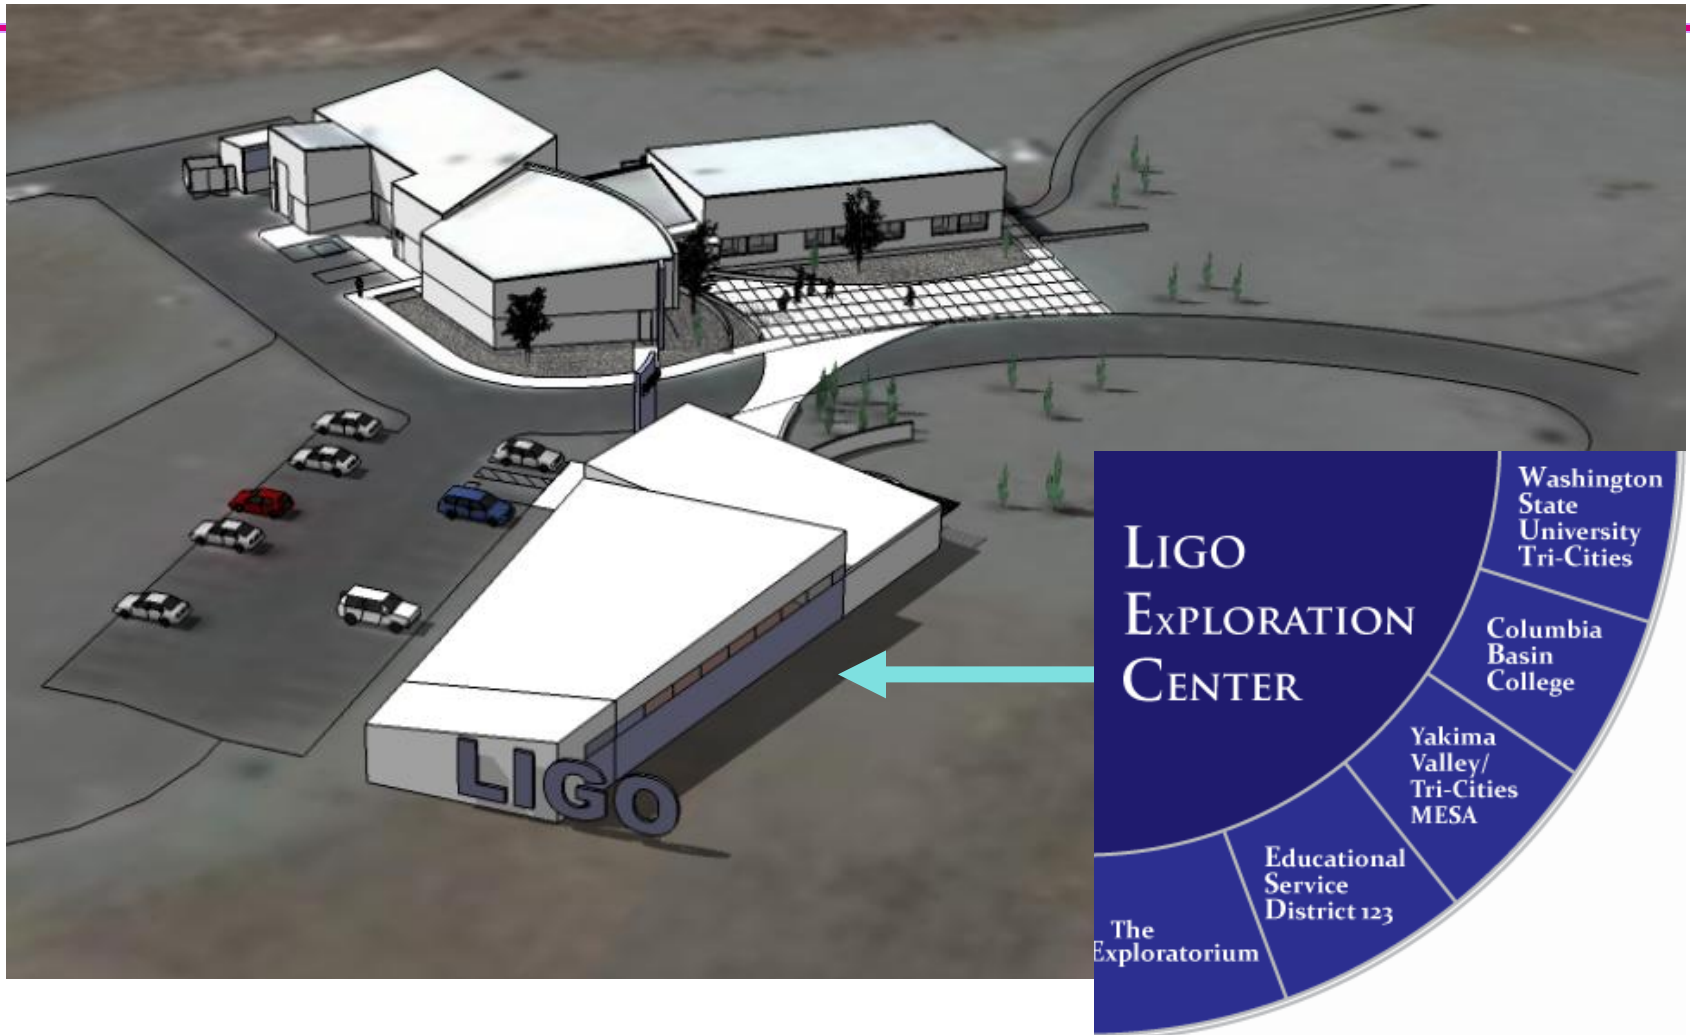 LIGO
LIGO
EXPLORATION
CENTER
Washington
State
University
Tri-Cities
Columbia
Basin
College
Yakima
Valley/
Tri-Cities
MESA
Educational
Service
District 123
The
Exploratorium